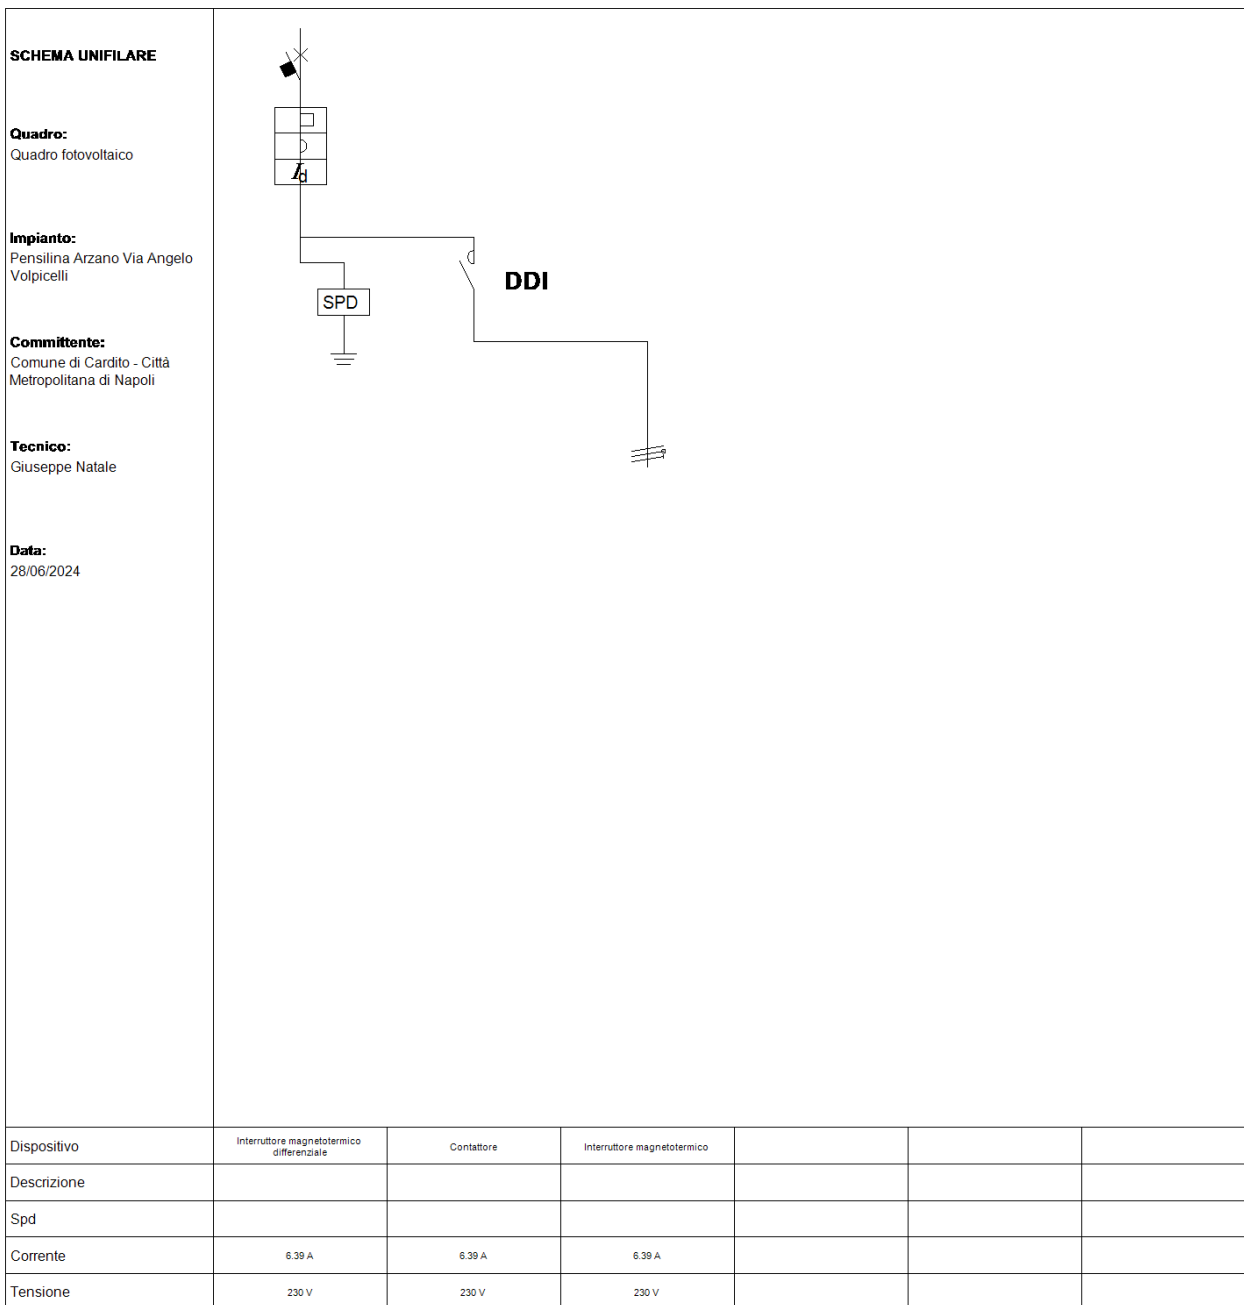 SCHEMA UNIFILARE
Quadro:
Quadro fotovoltaico
Impianto:
Pensilina Arzano Via Angelo
Volpicelli
Committente:
Comune di Cardito - Città
Metropolitana di Napoli
Tecnico:
Giuseppe Natale
Data:
28/06/2024
Id
DDI
SPD
Dispositivo
Interruttore magnetotermico
differenziale
Contattore
Interruttore magnetotermico
Descrizione
Spd
Corrente
6.39 A
6.39 A
6.39 A
Tensione
230 V
230 V
230 V